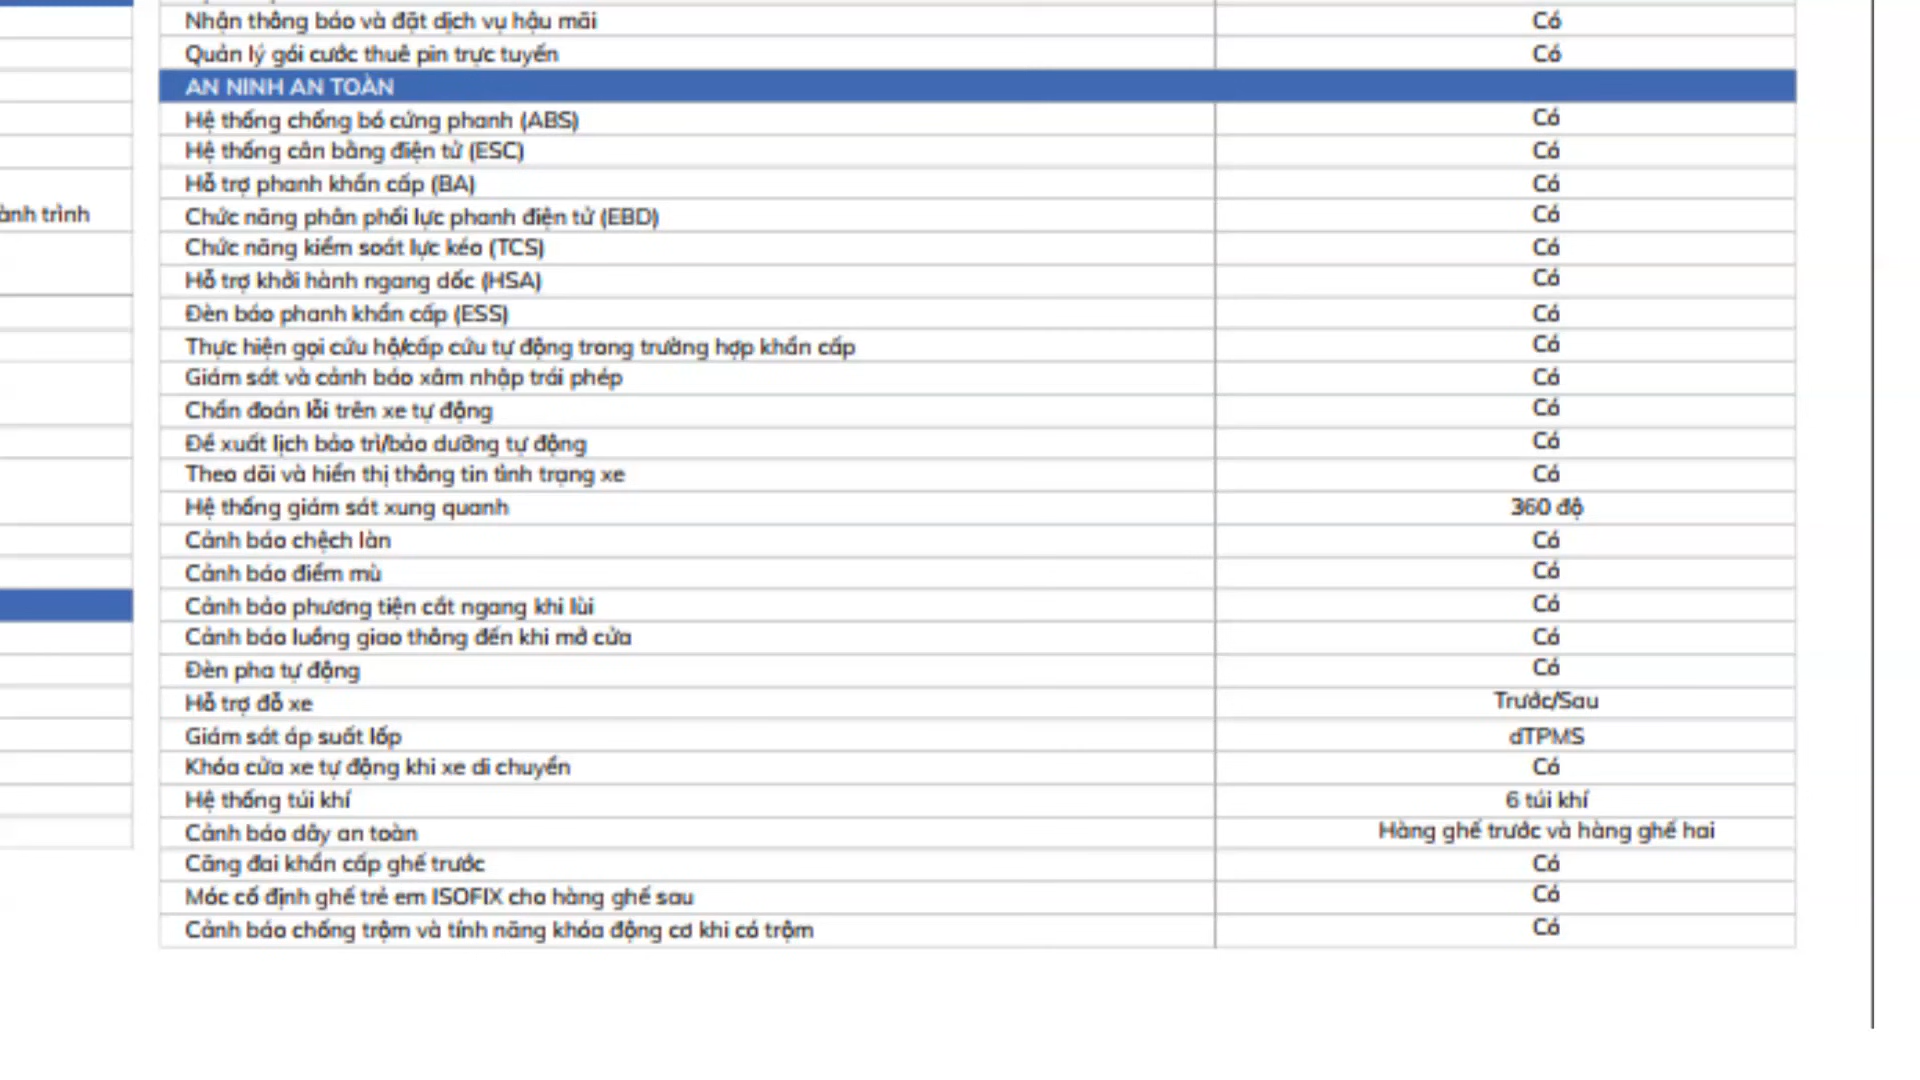 Nhận thông báo và đặt dịch vụ hậu mãi Có
Quản lý gói cước thuê pin trực tuyến Có
AN NINH AN TOÀN
Hệ thống chống bó cứng phanh (ABS) Có
Hệ thống cân bằng điện tử (ESC) Có
Hỗ trợ phanh khẩn cấp (BA) Có
ành trình
Chức năng phân phối lực phanh điện tử (EBD) Có
Chức năng kiểm soát lực kéo (TCS) Có
Hỗ trợ khởi hành ngang dốc (HSA) Có
Đèn báo phanh khẩn cấp (ESS) Có
Thực hiện gọi cứu hộ/cấp cứu tự động trong trường hợp khẩn cấp Có
Giám sát và cảnh báo xâm nhập trái phép Có
Chẩn đoán lỗi trên xe tự động Có
Đề xuất lịch bảo trì/bảo dưỡng tự động Có
Theo dõi và hiển thị thông tin tình trạng xe Có
Hệ thống giám sát xung quanh 360 độ
Cảnh báo chệch làn Có
Cảnh báo điểm mù Có
Cảnh báo phương tiện cắt ngang khi lùi Có
Cảnh báo luồng giao thông đến khi mở cửa Có
Đèn pha tự động Có
Hỗ trợ đỗ xe Trước/Sau
Giám sát áp suất lốp dTPMS
Khóa cửa xe tự động khi xe di chuyển Có
Hệ thống túi khí 6 túi khí
Cảnh báo dây an toàn Hàng ghế trước và hàng ghế hai
Căng đai khẩn cấp ghế trước Có
Móc cố định ghế trẻ em ISOFIX cho hàng ghế sau Có
Cảnh báo chống trộm và tính năng khóa động cơ khi có trộm Có